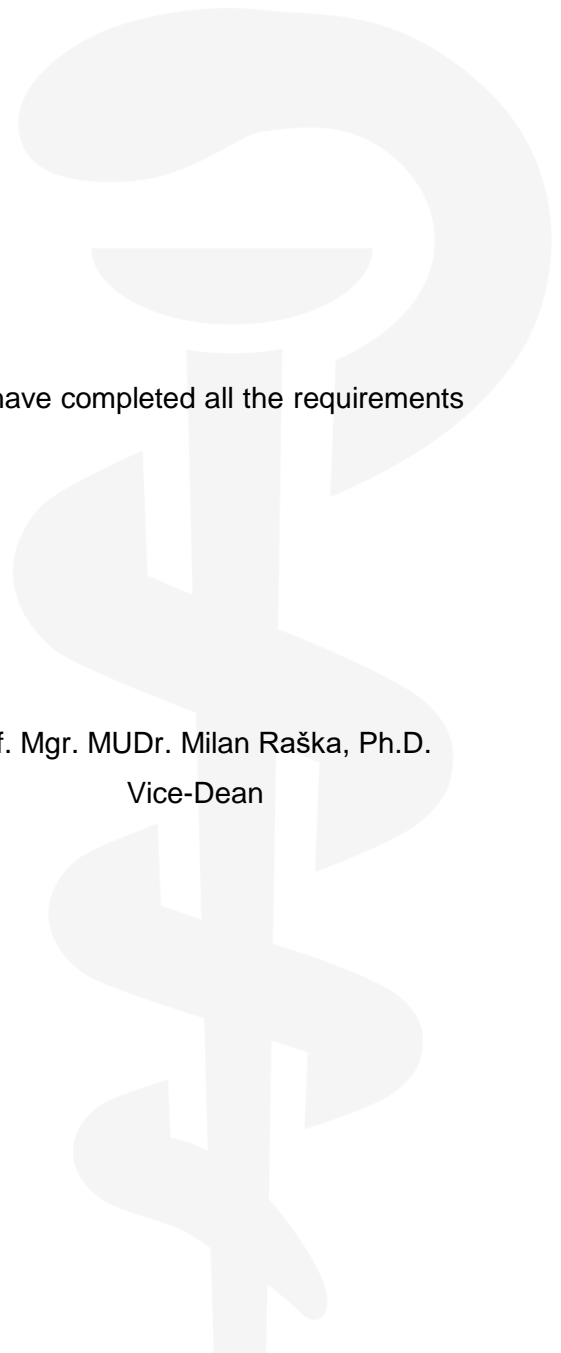 have completed all the requirements
f. Mgr. MUDr. Milan Raška, Ph.D.
Vice-Dean